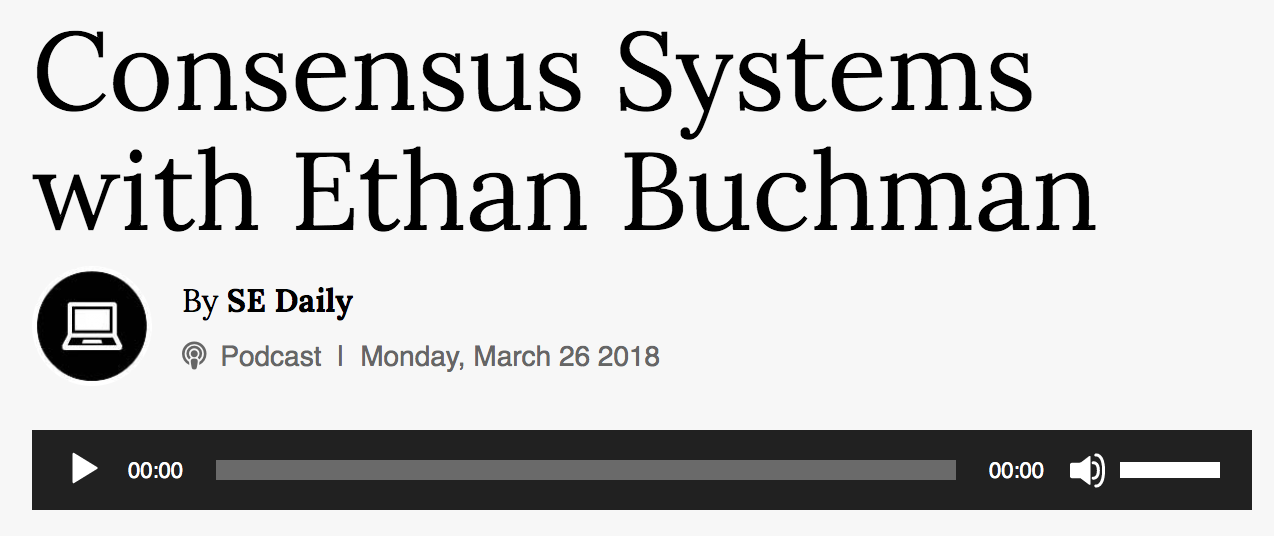 Consensus Systems
with Ethan Buchman
By SE Daily
Podcast | Monday, March 26 2018
00:00 00:00